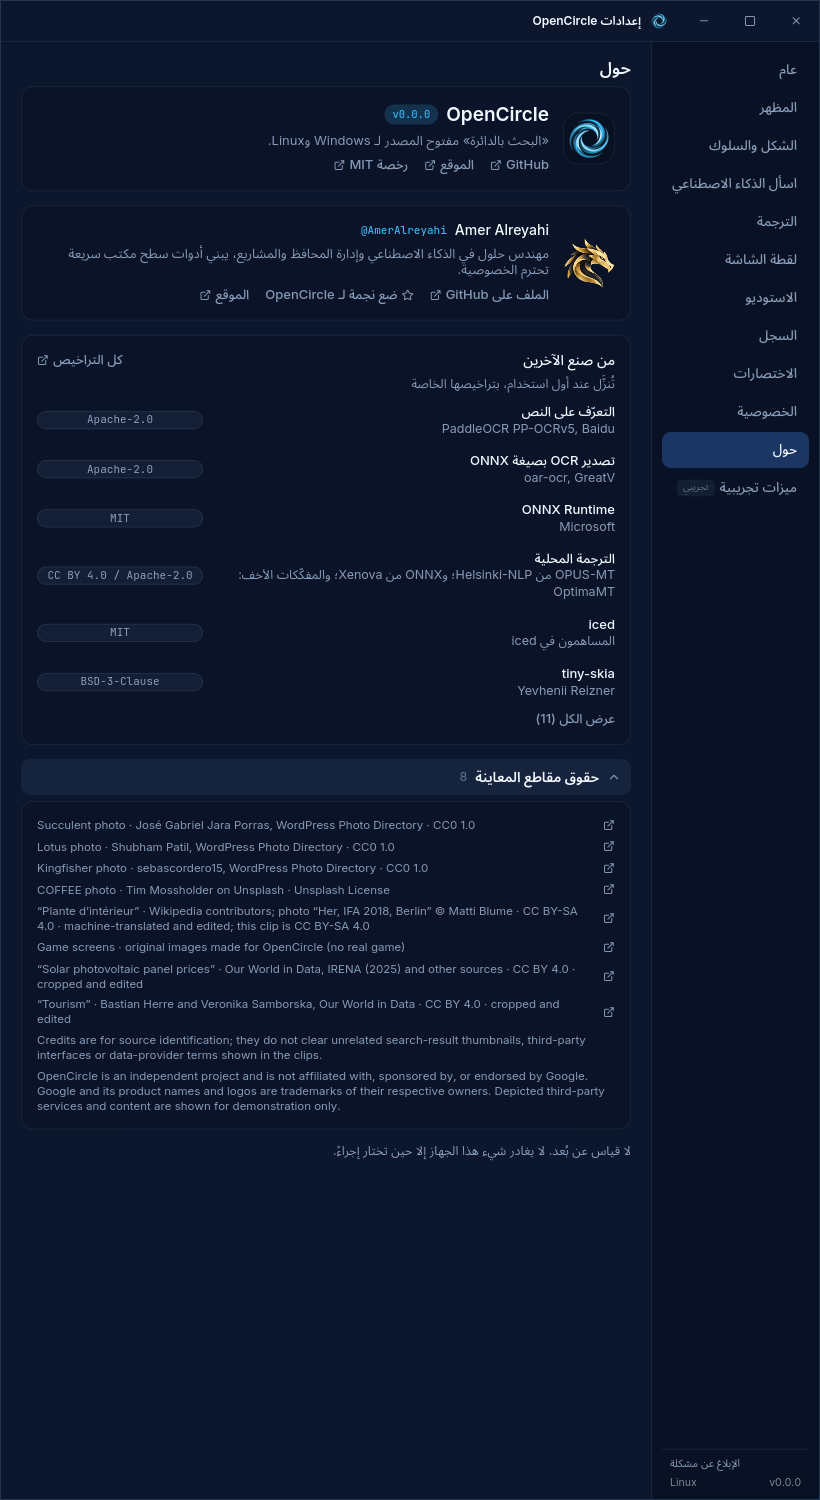 إعدادات OpenCircle
عام
المظهر
الشكل والسلوك
اسأل الذكاء الاصطناعي
الترجمة
لقطة الشاشة
الاستوديو
السجل
الاختصارات
الخصوصية
حول
ميزات تجريبية تجريبي
الإبلاغ عن مشكلة
v0.0.0 Linux
حول
OpenCircle v0.0.0
«البحث بالدائرة» مفتوح المصدر لـ Windows وLinux.
GitHub الموقع رخصة MIT
Amer Alreyahi @AmerAlreyahi
مهندس حلول في الذكاء الاصطناعي وإدارة المحافظ والمشاريع، يبني أدوات سطح مكتب سريعة
تحترم الخصوصية.
الملف على GitHub ضع نجمة لـ OpenCircle الموقع
من صنع الآخرين كل التراخيص
تُنزَّل عند أول استخدام، بتراخيصها الخاصة
التعرّف على النص
PaddleOCR PP-OCRv5, Baidu
Apache-2.0
تصدير OCR بصيغة ONNX
oar-ocr, GreatV
Apache-2.0
ONNX Runtime
Microsoft
MIT
الترجمة المحلية
OPUS-MT من Helsinki-NLP؛ وONNX من Xenova؛ والمفكّكات الأخف:
OptimaMT
CC BY 4.0 / Apache-2.0
iced
المساهمون في iced
MIT
tiny-skia
Yevhenii Reizner
BSD-3-Clause
عرض الكل (11)
حقوق مقاطع المعاينة 8
Succulent photo · José Gabriel Jara Porras, WordPress Photo Directory · CC0 1.0
Lotus photo · Shubham Patil, WordPress Photo Directory · CC0 1.0
Kingfisher photo · sebascordero15, WordPress Photo Directory · CC0 1.0
COFFEE photo · Tim Mossholder on Unsplash · Unsplash License
“Plante d’intérieur” · Wikipedia contributors; photo “Her, IFA 2018, Berlin” © Matti Blume · CC BY-SA
4.0 · machine-translated and edited; this clip is CC BY-SA 4.0
Game screens · original images made for OpenCircle (no real game)
“Solar photovoltaic panel prices” · Our World in Data, IRENA (2025) and other sources · CC BY 4.0 ·
cropped and edited
“Tourism” · Bastian Herre and Veronika Samborska, Our World in Data · CC BY 4.0 · cropped and
edited
Credits are for source identification; they do not clear unrelated search-result thumbnails, third-party
interfaces or data-provider terms shown in the clips.
OpenCircle is an independent project and is not affiliated with, sponsored by, or endorsed by Google.
Google and its product names and logos are trademarks of their respective owners. Depicted third-party
services and content are shown for demonstration only.
لا قياس عن بُعد. لا يغادر شيء هذا الجهاز إلا حين تختار إجراءً.